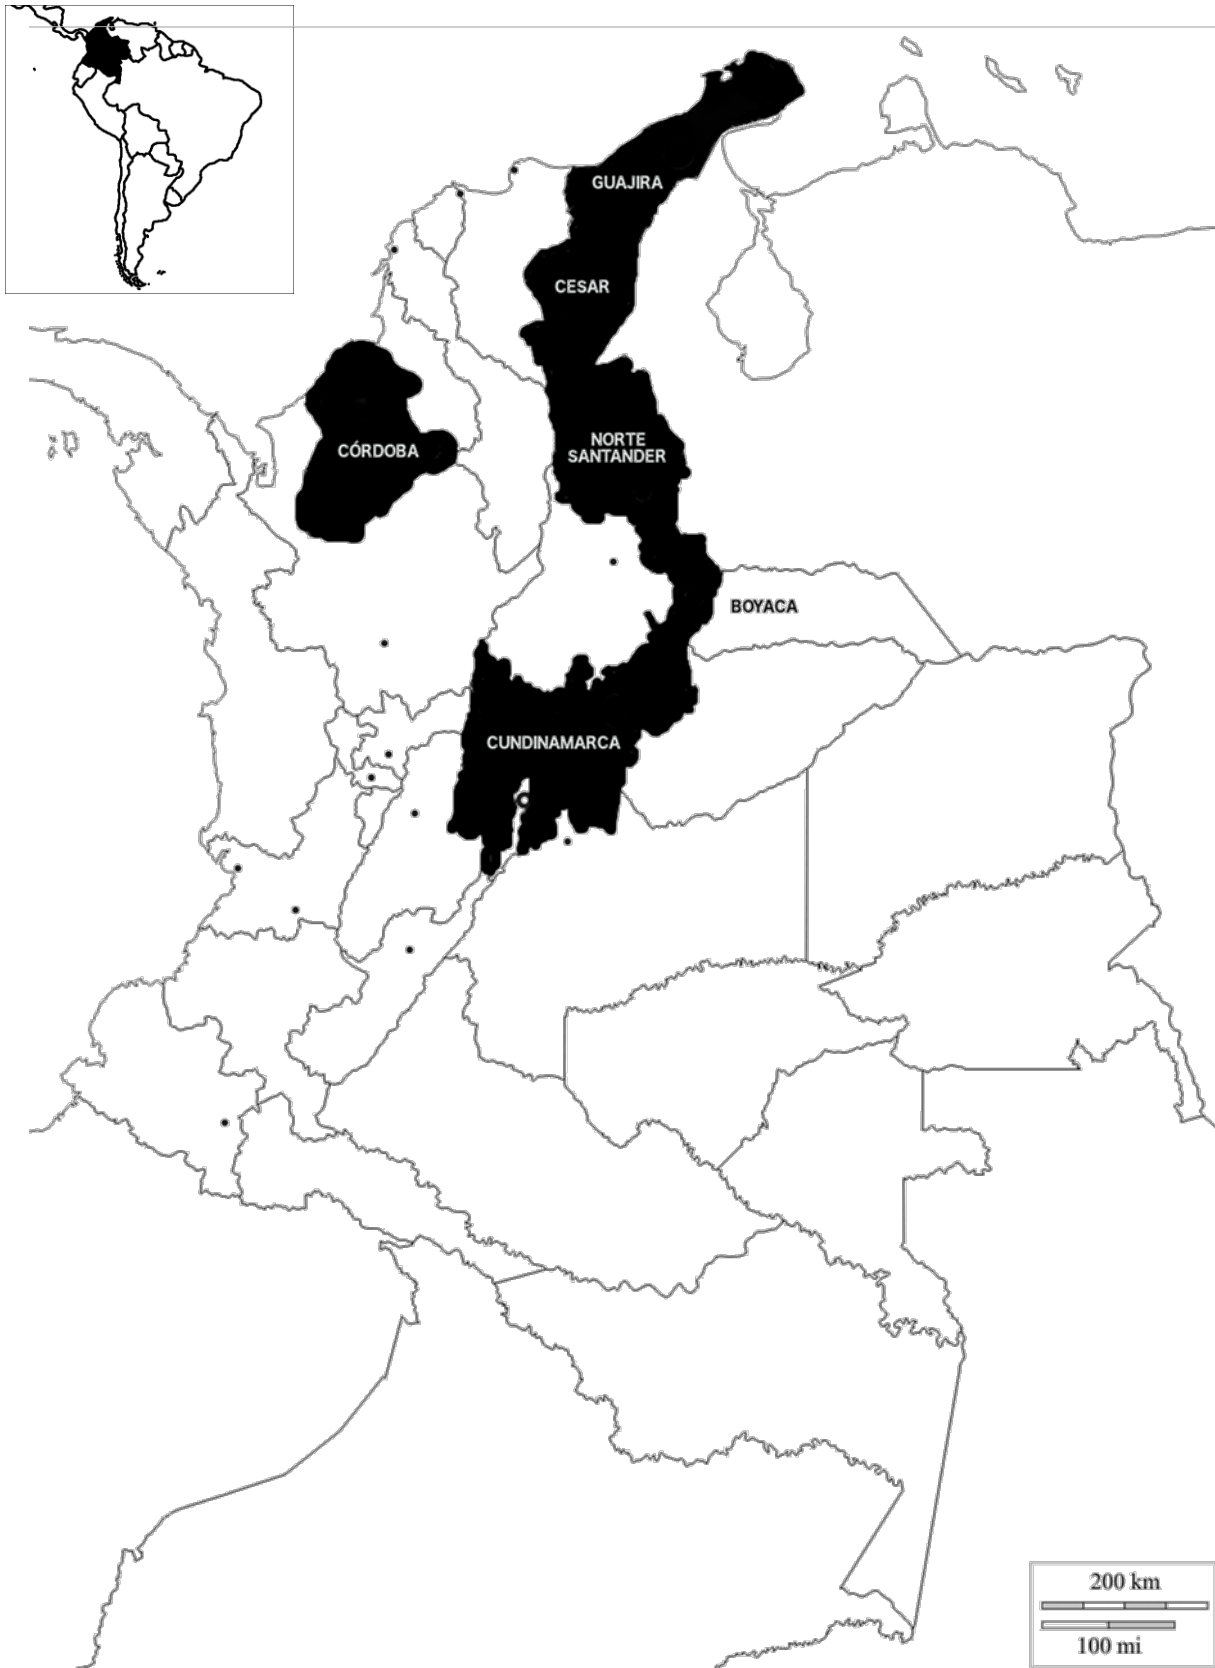 GUAJIRA
CESAR
CÓRDOBA
NORTE
SANTANDER
BOYACA
CUNDINAMARCA
200 km
100 mi